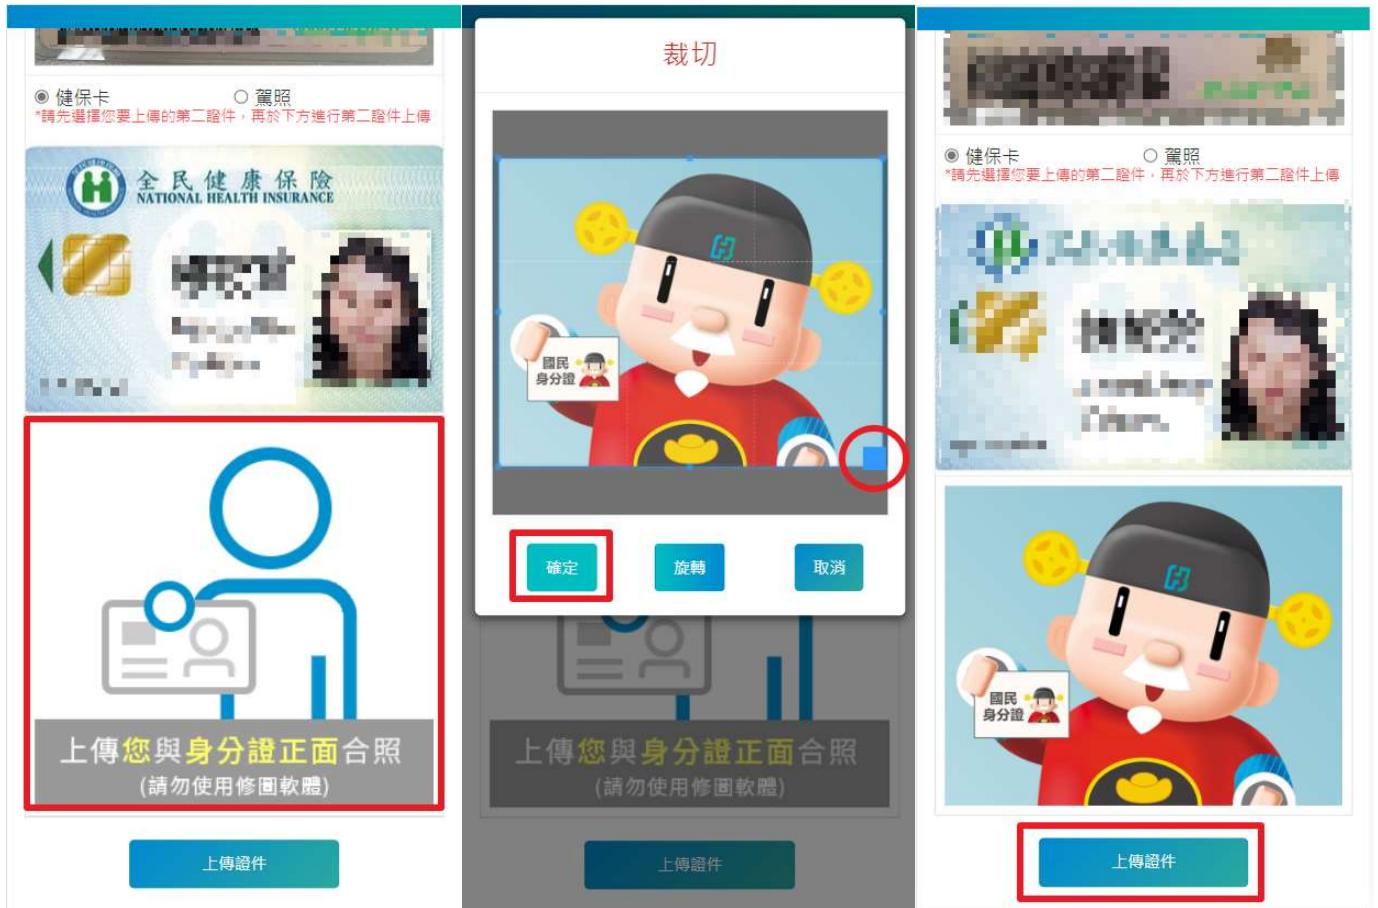 健保卡
駕照
*請先選擇您要上傳的第二證件，再於下方進行第二證件上傳
全民健康保險
NATIONAL HEALTH INSURANCE
上傳您與身分證正面合照
(請勿使用修圖軟體)
上傳證件
裁切
國民
身分證
確定
旋轉
取消
上傳您與身分證正面合照
(請勿使用修圖軟體)
上傳證件
健保卡
駕照
*請先選擇您要上傳的第二證件，再於下方進行第二證件上傳
國民
身分證
上傳證件